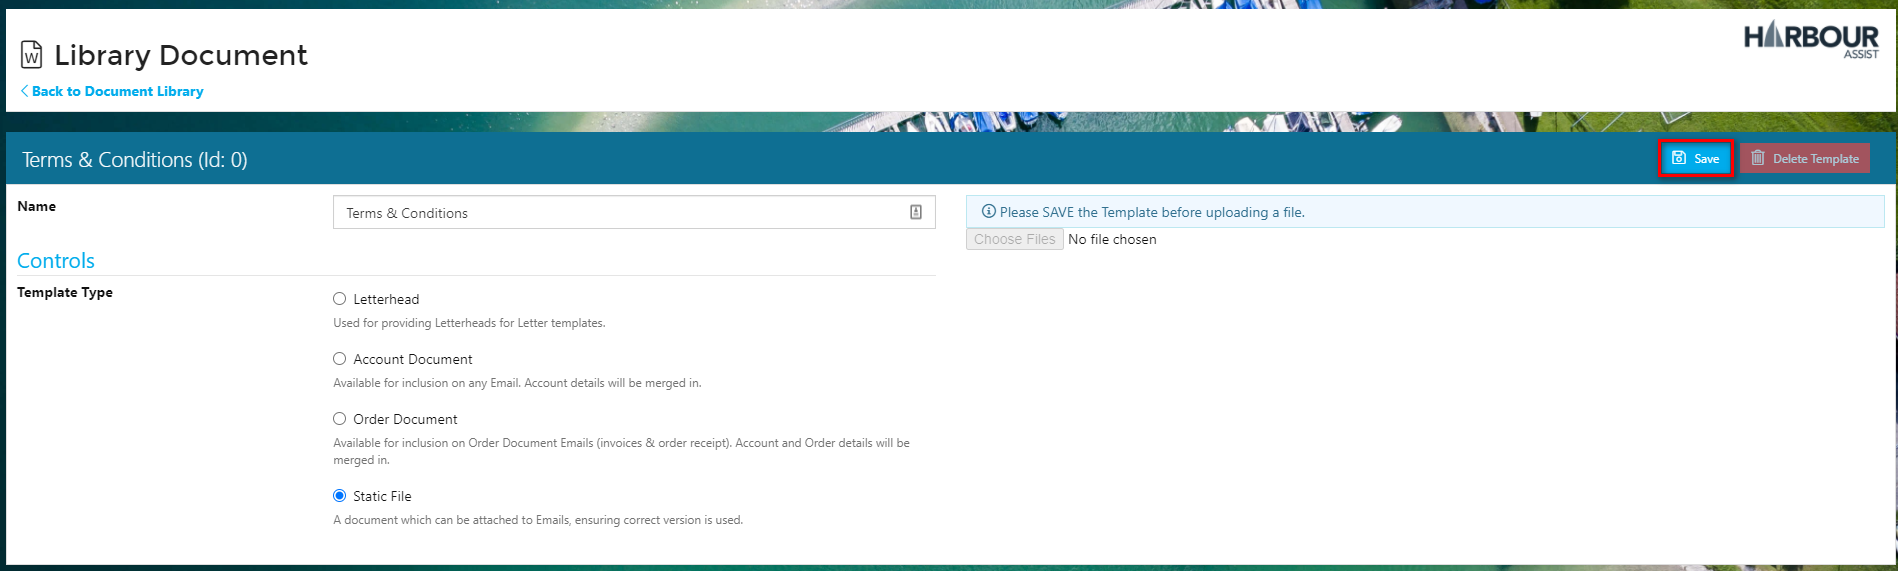 W Library Document
HARBOUR
ASSIST
Back to Document Library
Terms & Conditions (Id: 0)
Save
Delete Template
Name
Terms & Conditions
Please SAVE the Template before uploading a file.
Choose Files No file chosen
Controls
Template Type
Letterhead
Used for providing Letterheads for Letter templates.
Account Document
Available for inclusion on any Email. Account details will be merged in.
Order Document
Available for inclusion on Order Document Emails (invoices & order receipt). Account and Order details will be
merged in.
Static File
A document which can be attached to Emails, ensuring correct version is used.